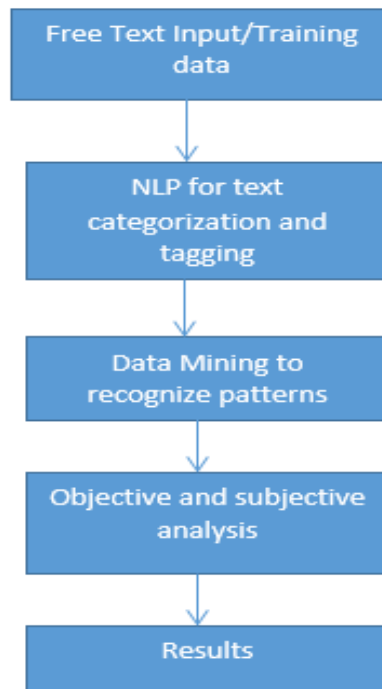 Free Text Input/Training
data
NLP for text
categorization and
tagging
Data Mining to
recognize patterns
Objective and subjective
analysis
Results